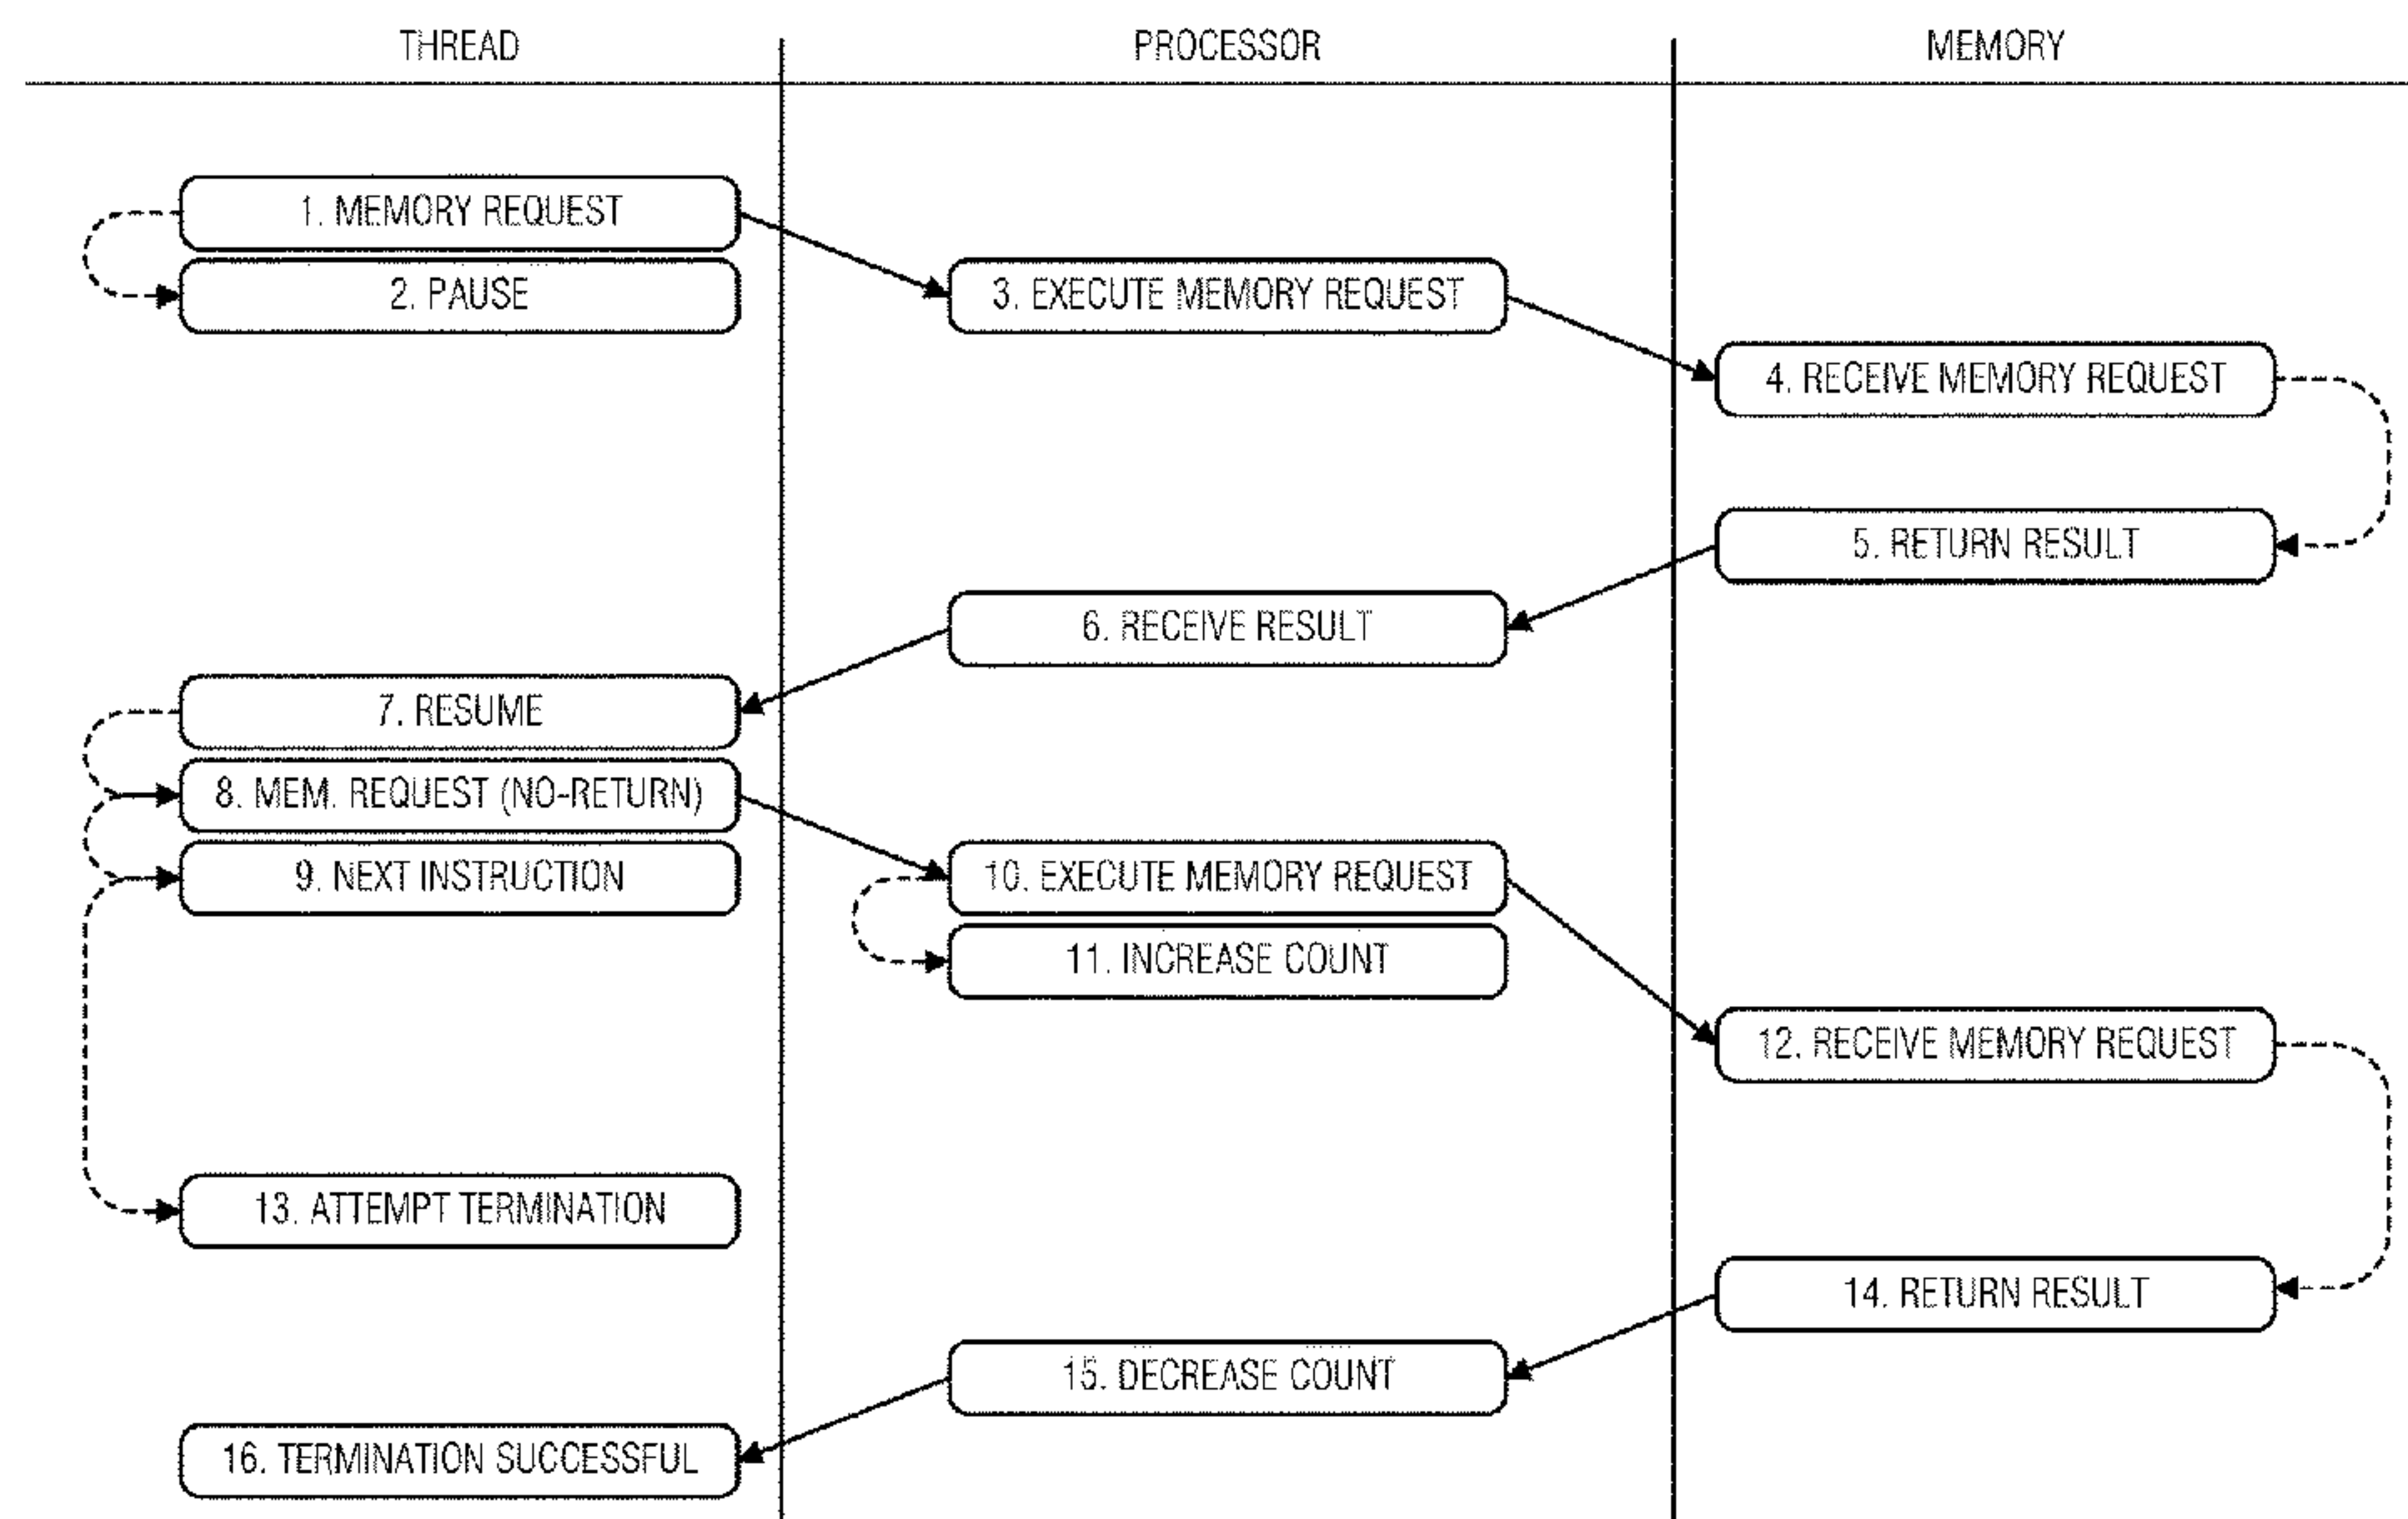 THREAD
PROCESSOR
MEMORY
1. MEMORY REQUEST
2. PAUSE
3. EXECUTE MEMORY REQUEST
4. RECEIVE MEMORY REQUEST
5. RETURN RESULT
6. RECEIVE RESULT
7. RESUME
8. MEM. REQUEST (NO-RETURN)
9. NEXT INSTRUCTION
10. EXECUTE MEMORY REQUEST
11. INCREASE COUNT
12. RECEIVE MEMORY REQUEST
13. ATTEMPT TERMINATION
14. RETURN RESULT
15. DECREASE COUNT
16. TERMINATION SUCCESSFUL